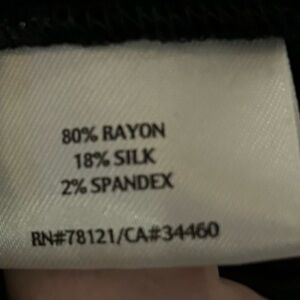 80% RAYON
18% SILK
2% SPANDEX
RN#78121/CA#34460